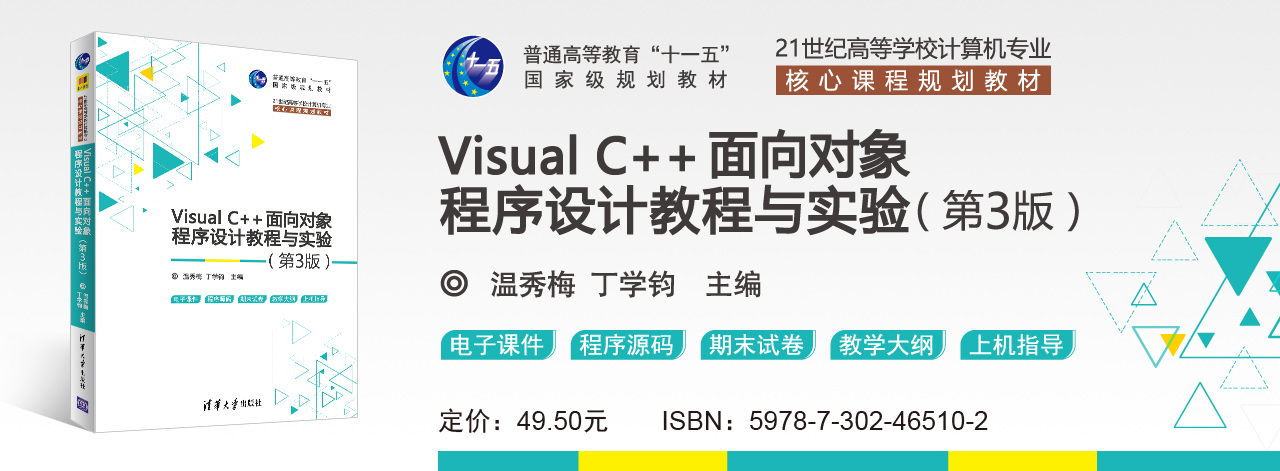 普通高等教育“十一五”
国家级规划教材
21世纪高等学校计算机专业
核心课程规划教材
Visual C++面向对象
程序设计教程与实验
(第3版)
◎ 温秀梅 丁学钧 主编
电子课件 程序源码 期末试卷 教学大纲 上机指导
清华大学出版社
Visual C++面向对象
程序设计教程与实验(第3版)
◎ 温秀梅 丁学钧 主编
清华大学出版社
十一五
普通高等教育“十一五”
国家级规划教材
21世纪高等学校计算机专业
核心课程规划教材
Visual C++面向对象
程序设计教程与实验(第3版)
◎ 温秀梅 丁学钧 主编
电子课件 程序源码 期末试卷 教学大纲 上机指导
定价：49.50元 ISBN：5978-7-302-46510-2